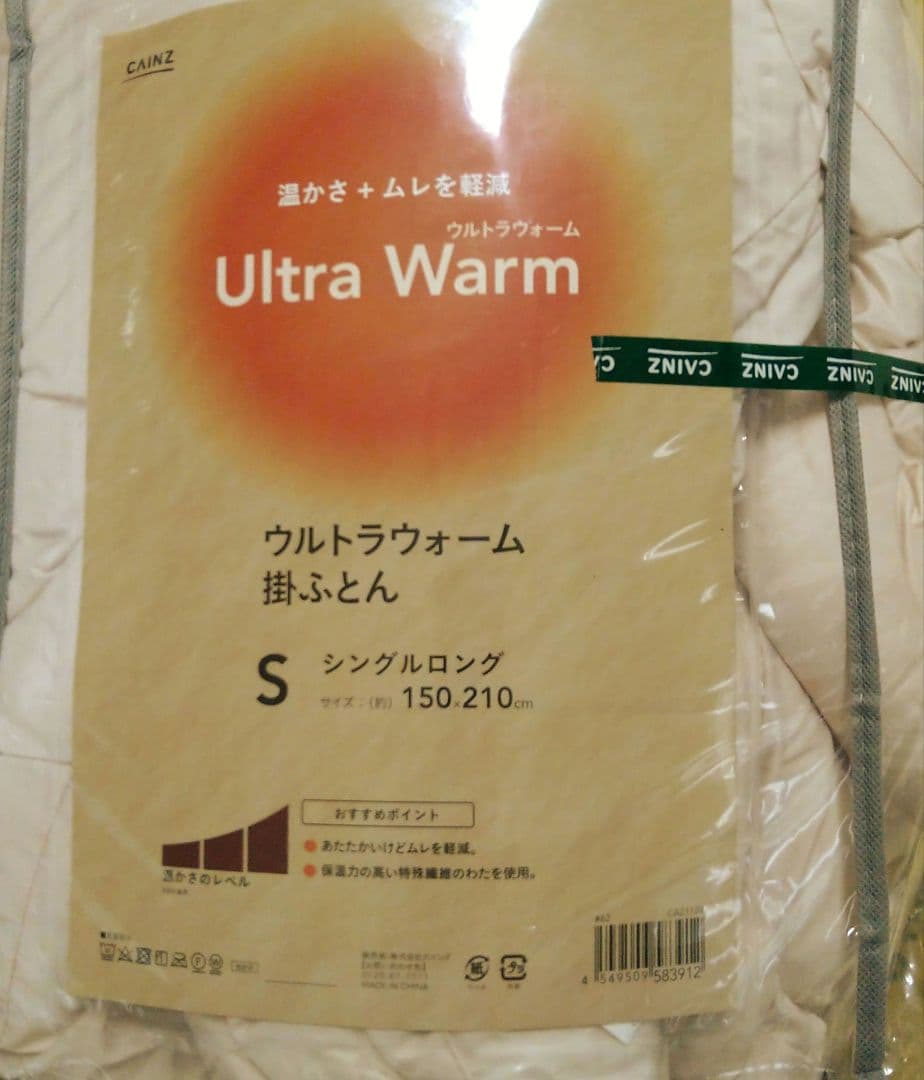 CAINZ
温かさ + ムレを軽減
ウルトラウォーム
Ultra Warm
CAINZ CAINZ CAINZ
ウルトラウォーム
掛ふとん
S シングルロング
サイズ:(約) 150×210cm
おすすめポイント
あたたかいけどムレを軽減。
保温力の高い特殊繊維のわたを使用。
温かさのレベル
#62
紙 プラ
MADE IN CHINA
4 549509 583912